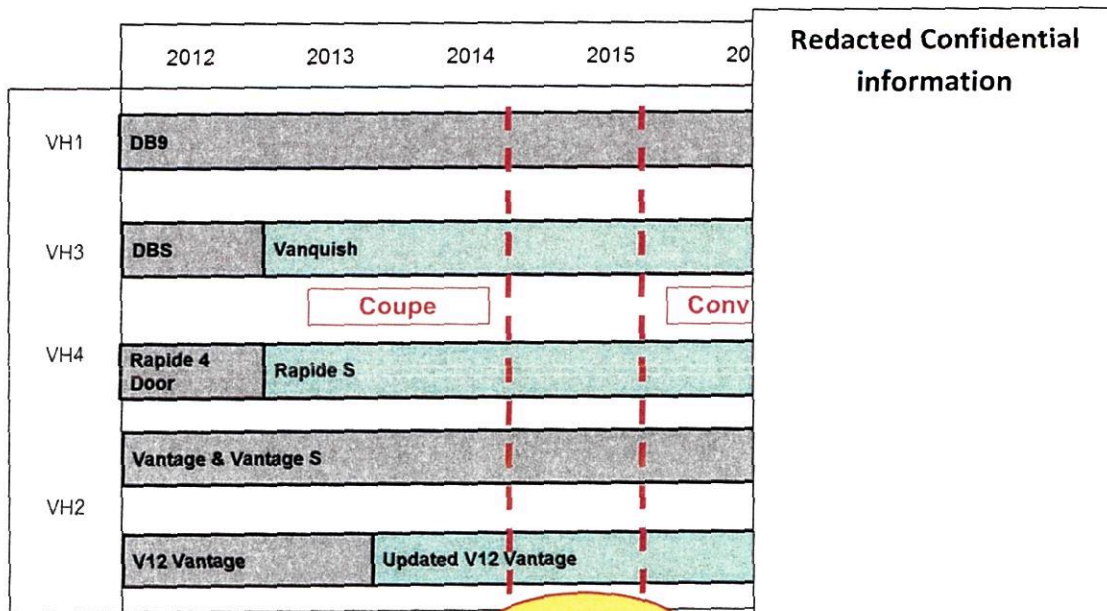 Redacted Confidential
information
2012 2013 2014 2015 20
VH1 DB9
VH3 DBS Vanquish
Coupe Conv
VH4 Rapide 4
Door Rapide S
Vantage & Vantage S
VH2
V12 Vantage Updated V12 Vantage